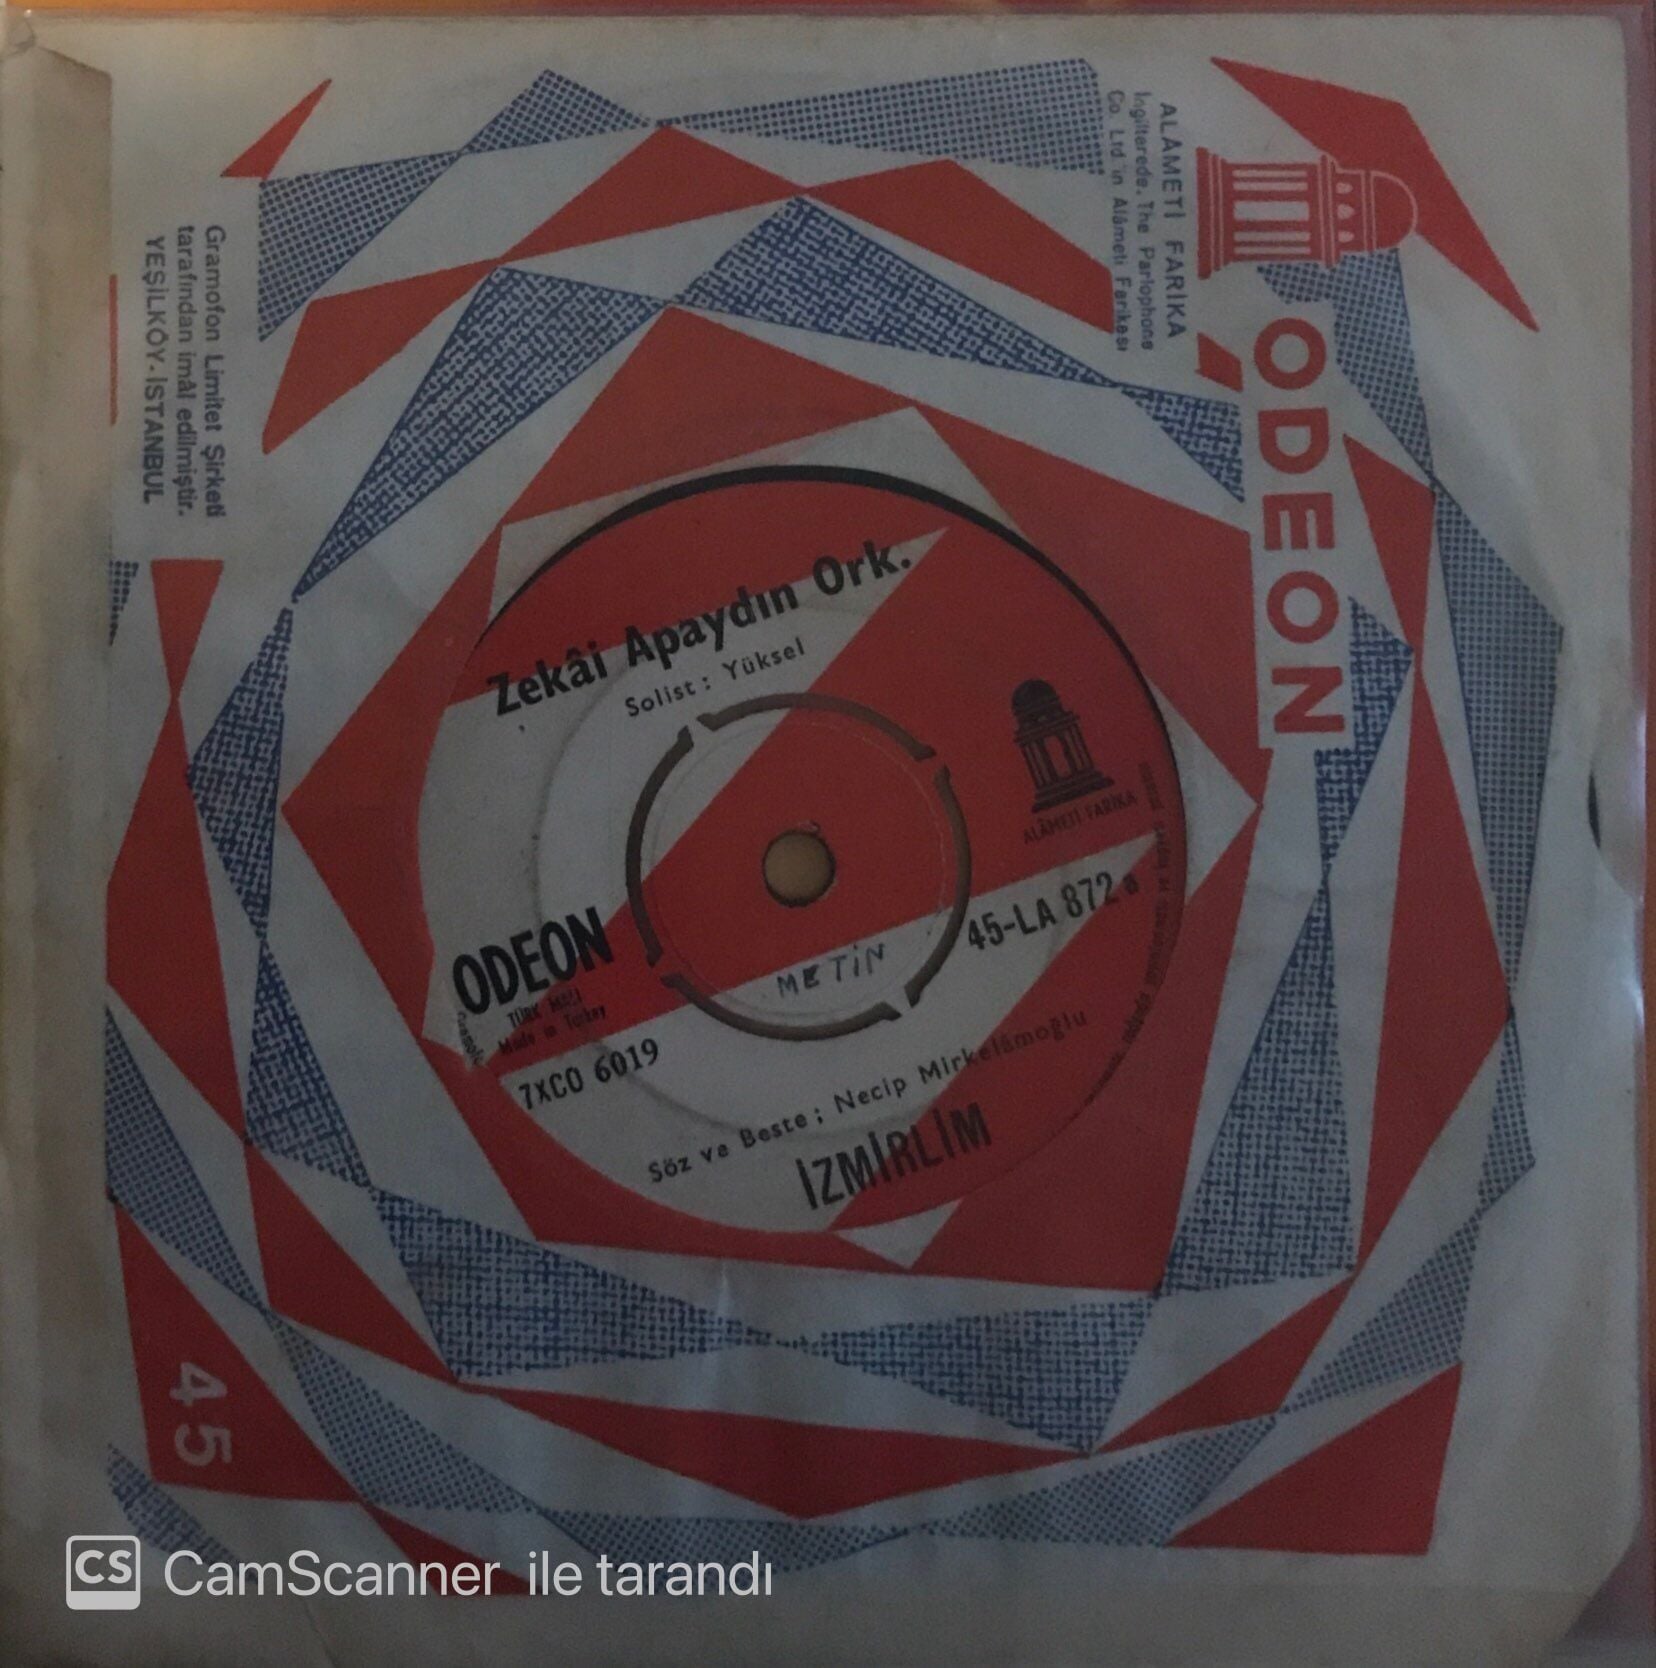 ALAMETİ FARİKA
İngilterede, The Parlophone
Co. Ltd in Alâmeti Farikası
ODEON
Gramofon Limitet Şirketi
tarafından imâl edilmiştir.
YEŞİLKÖY-İSTANBUL
Zekâi Apaydın Ork.
Solist: Yüksel
ALÂMETİ FARİKA
ODEON
TÜRK MALI
Made in Turkey
45-LA 872 a
METİN
7XCO 6019
Söz ve Beste; Necip Mirkelâmoğlu
İZMİRLİM
45
CS CamScanner ile tarandı